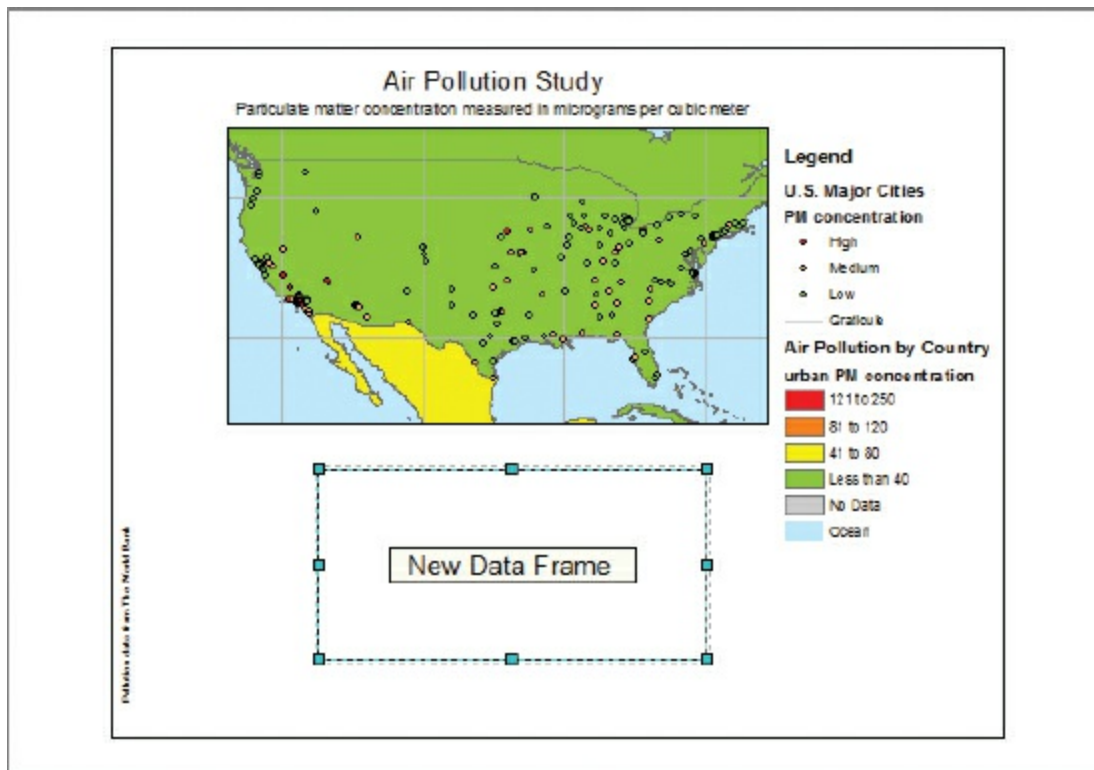 Air Pollution Study
Particulate matter concentration measured in micrograms per cubic meter
Legend
U.S. Major Cities
PM concentration
High
Medium
Low
Graticule
Air Pollution by Country
urban PM concentration
121 to 250
81 to 120
41 to 80
Less than 40
No Data
Ocean
New Data Frame
Pollution data from The World Bank